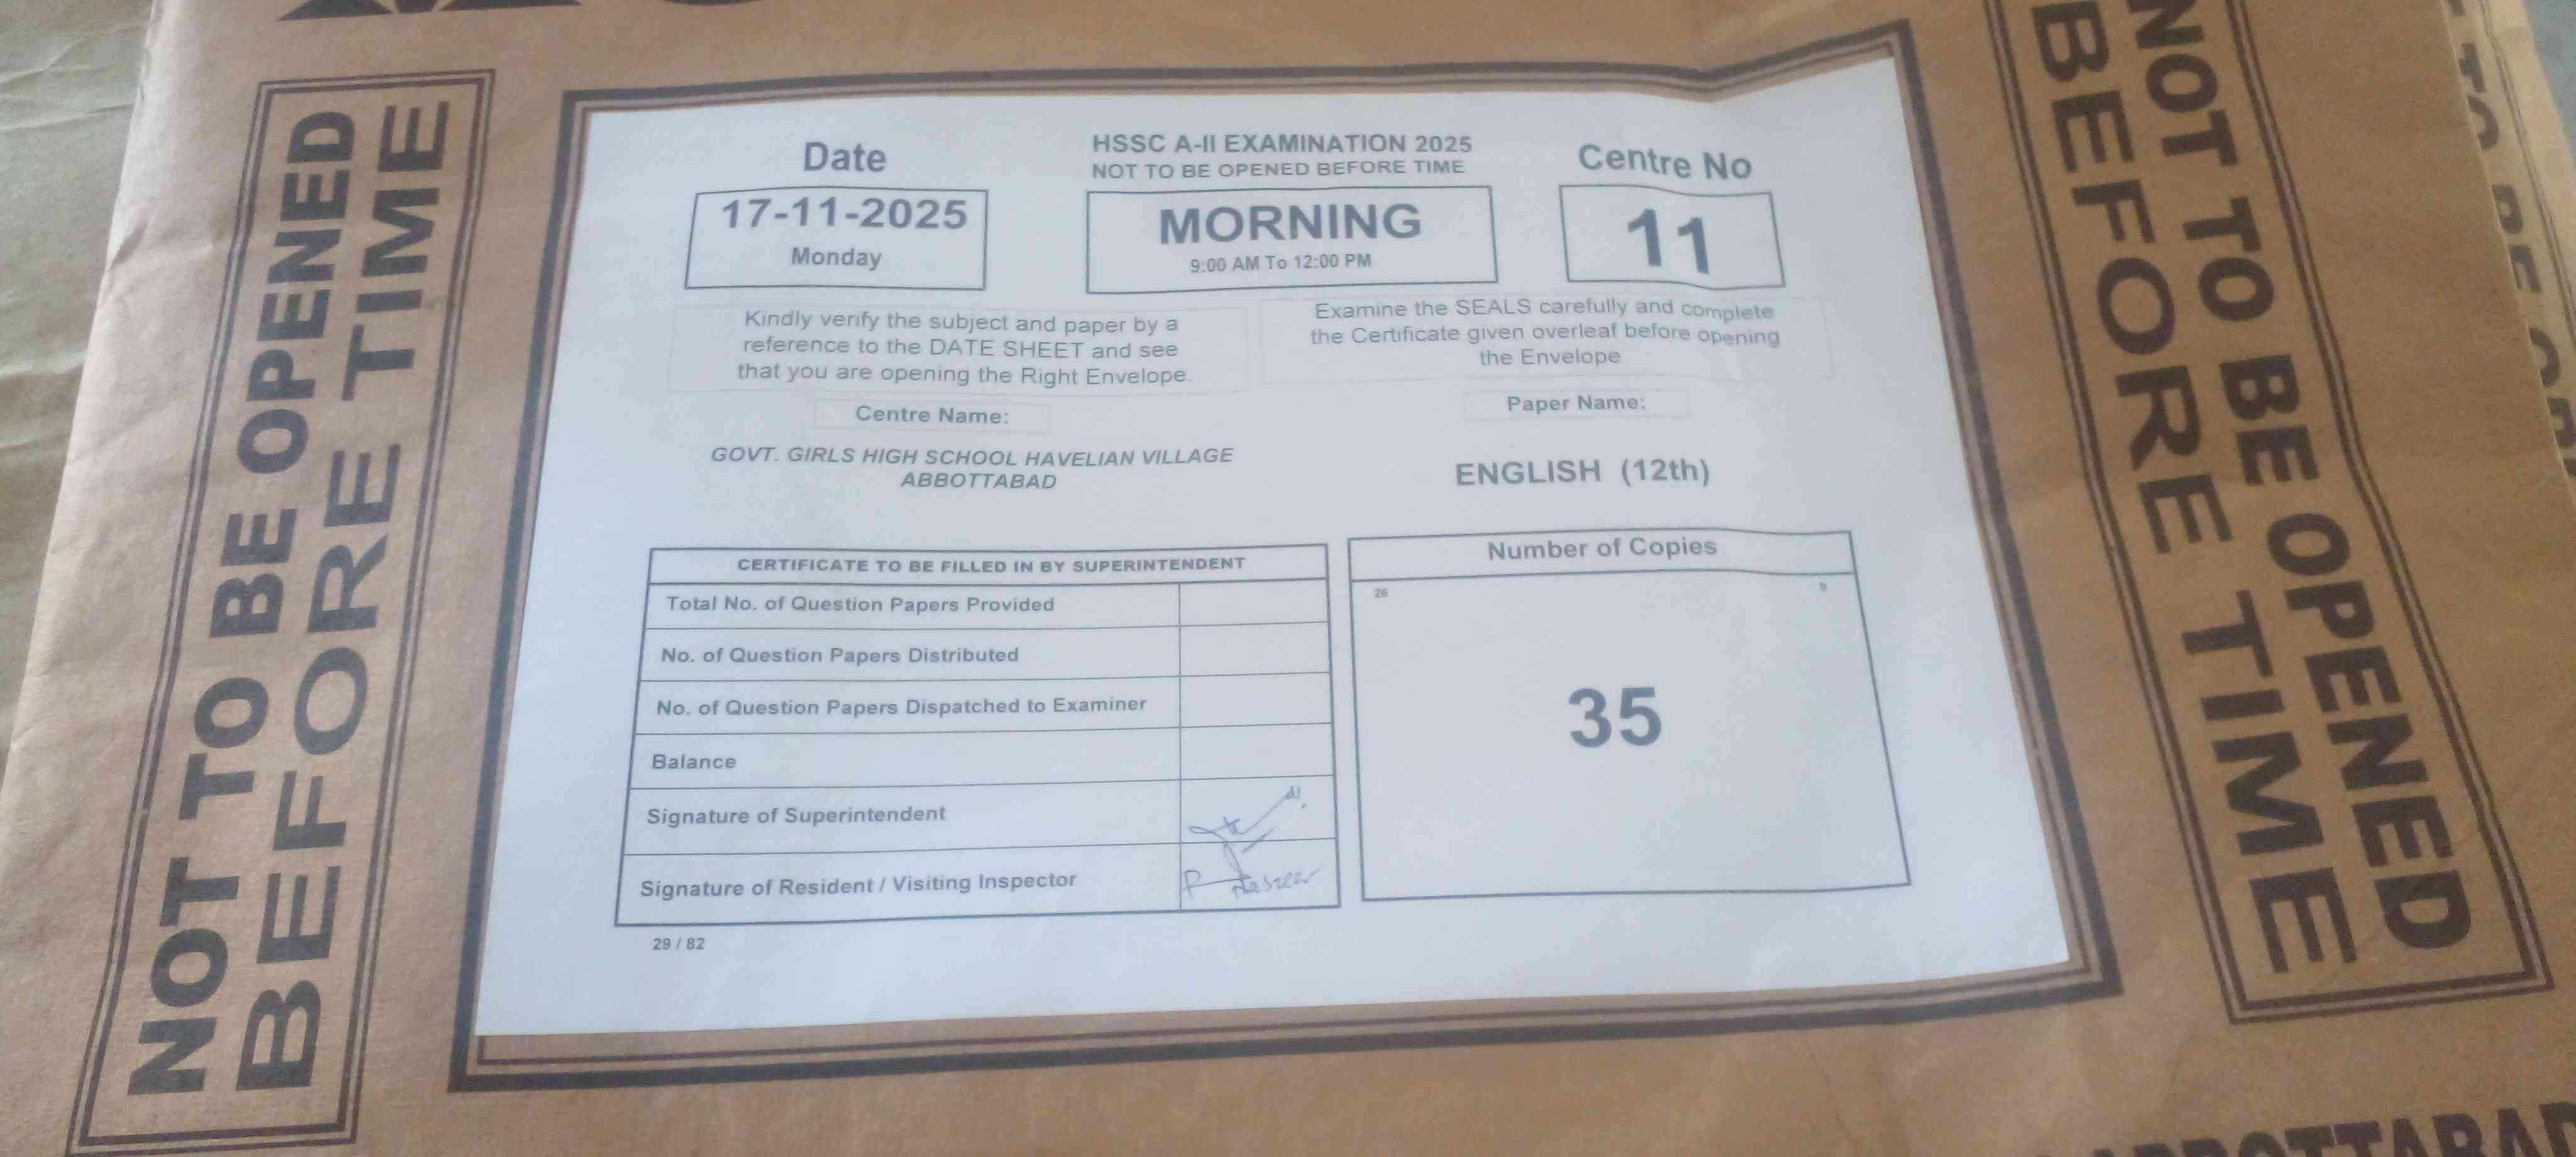 NOT TO BE OPENED
BEFORE TIME
Date
17-11-2025
Monday
HSSC A-II EXAMINATION 2025
NOT TO BE OPENED BEFORE TIME
MORNING
9:00 AM To 12:00 PM
Centre No
11
Kindly verify the subject and paper by a
reference to the DATE SHEET and see
that you are opening the Right Envelope.
Examine the SEALS carefully and complete
the Certificate given overleaf before opening
the Envelope
Centre Name:
GOVT. GIRLS HIGH SCHOOL HAVELIAN VILLAGE
ABBOTTABAD
Paper Name:
ENGLISH (12th)
CERTIFICATE TO BE FILLED IN BY SUPERINTENDENT
Total No. of Question Papers Provided
No. of Question Papers Distributed
No. of Question Papers Dispatched to Examiner
Balance
Signature of Superintendent
Signature of Resident / Visiting Inspector
29 / 82
Number of Copies
26
9
35
NOT TO BE OPENED
BEFORE TIME
ABBOTTABAD